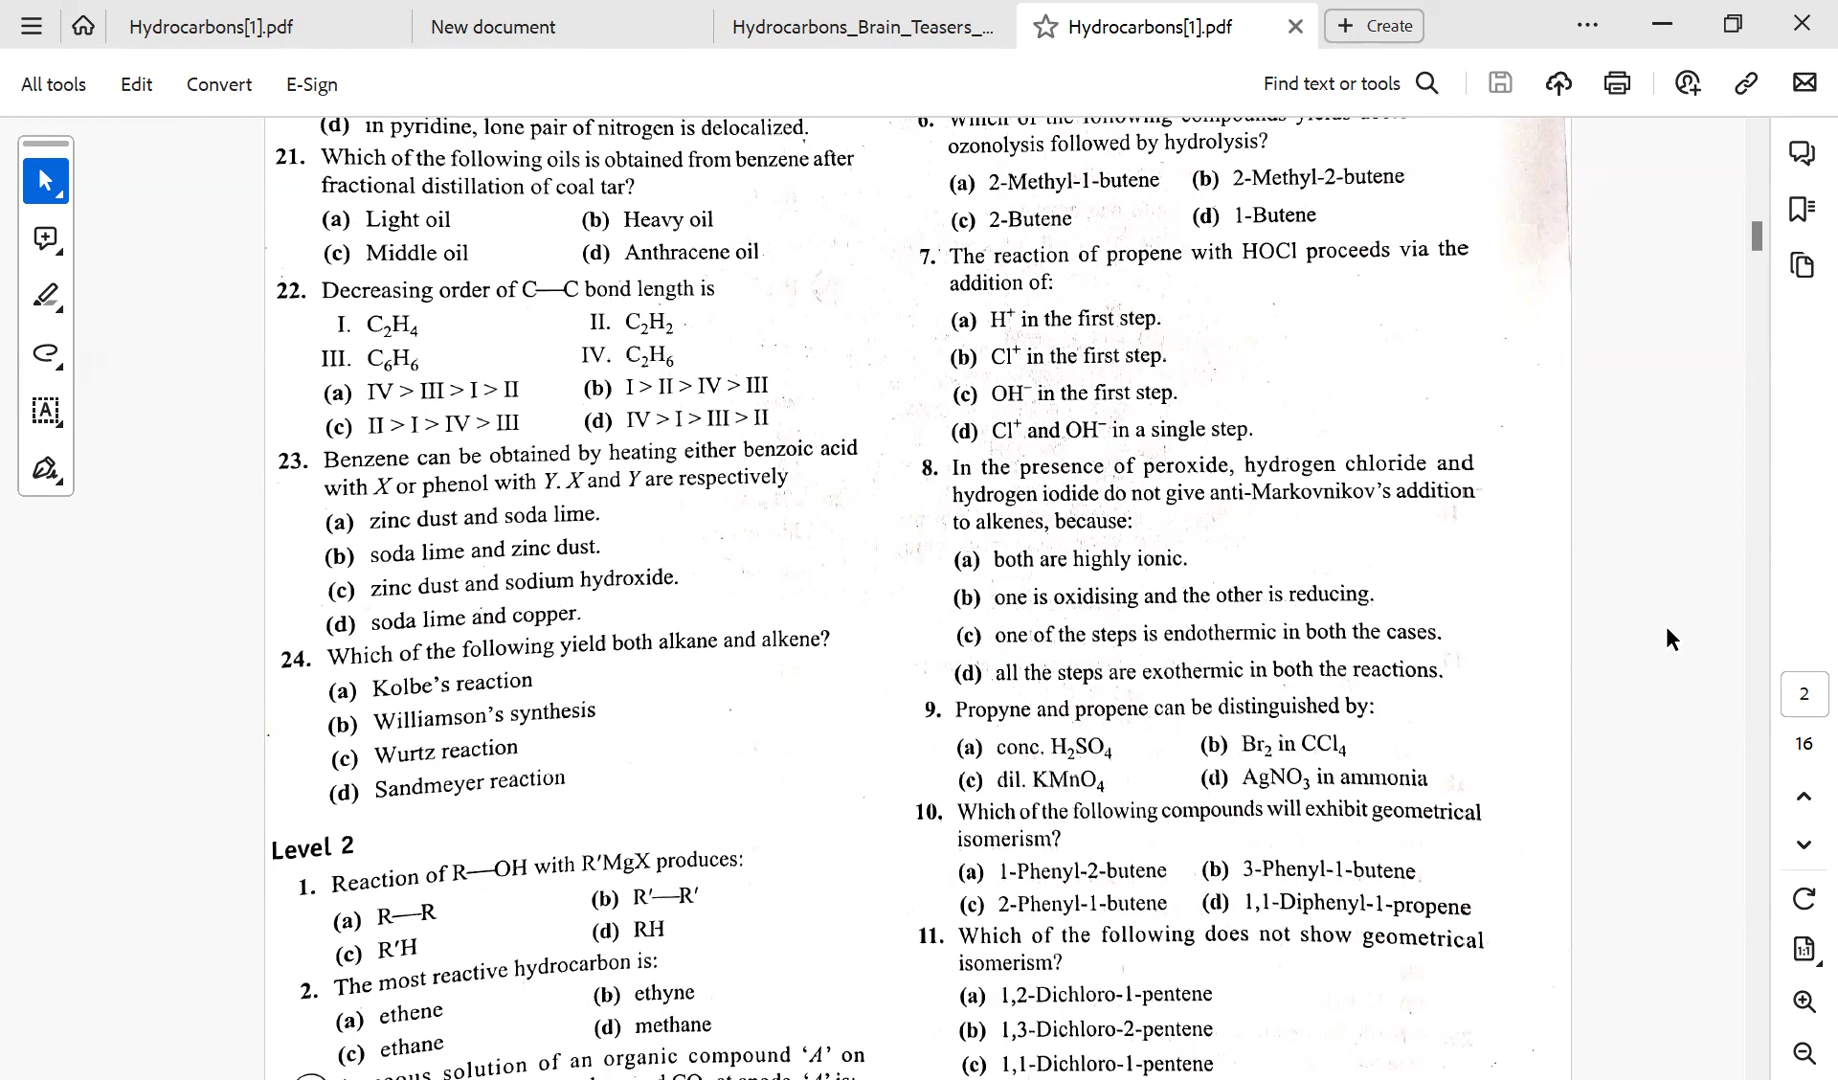 Hydrocarbons[1].pdf
New document
Hydrocarbons_Brain_Teasers_...
Hydrocarbons[1].pdf
Create
All tools
Edit
Convert
E-Sign
Find text or tools
(d) in pyridine, lone pair of nitrogen is delocalized.
21. Which of the following oils is obtained from benzene after
fractional distillation of coal tar?
(a) Light oil (b) Heavy oil
(c) Middle oil (d) Anthracene oil
22. Decreasing order of C—C bond length is
I. C₂H₄ II. C₂H₂
III. C₆H₆ IV. C₂H₆
(a) IV > III > I > II (b) I > II > IV > III
(c) II > I > IV > III (d) IV > I > III > II
23. Benzene can be obtained by heating either benzoic acid
with X or phenol with Y. X and Y are respectively
(a) zinc dust and soda lime.
(b) soda lime and zinc dust.
(c) zinc dust and sodium hydroxide.
(d) soda lime and copper.
24. Which of the following yield both alkane and alkene?
(a) Kolbe's reaction
(b) Williamson's synthesis
(c) Wurtz reaction
(d) Sandmeyer reaction
Level 2
1. Reaction of R—OH with R′MgX produces:
(a) R—R (b) R′—R′
(c) R′H (d) RH
2. The most reactive hydrocarbon is:
(a) ethene (b) ethyne
(c) ethane (d) methane
solution of an organic compound 'A' on
6. Which of the following compounds
ozonolysis followed by hydrolysis?
(a) 2-Methyl-1-butene (b) 2-Methyl-2-butene
(c) 2-Butene (d) 1-Butene
7. The reaction of propene with HOCl proceeds via the
addition of:
(a) H⁺ in the first step.
(b) Cl⁺ in the first step.
(c) OH⁻ in the first step.
(d) Cl⁺ and OH⁻ in a single step.
8. In the presence of peroxide, hydrogen chloride and
hydrogen iodide do not give anti-Markovnikov's addition
to alkenes, because:
(a) both are highly ionic.
(b) one is oxidising and the other is reducing.
(c) one of the steps is endothermic in both the cases.
(d) all the steps are exothermic in both the reactions.
9. Propyne and propene can be distinguished by:
(a) conc. H₂SO₄ (b) Br₂ in CCl₄
(c) dil. KMnO₄ (d) AgNO₃ in ammonia
10. Which of the following compounds will exhibit geometrical
isomerism?
(a) 1-Phenyl-2-butene (b) 3-Phenyl-1-butene
(c) 2-Phenyl-1-butene (d) 1,1-Diphenyl-1-propene
11. Which of the following does not show geometrical
isomerism?
(a) 1,2-Dichloro-1-pentene
(b) 1,3-Dichloro-2-pentene
(c) 1,1-Dichloro-1-pentene
2
16